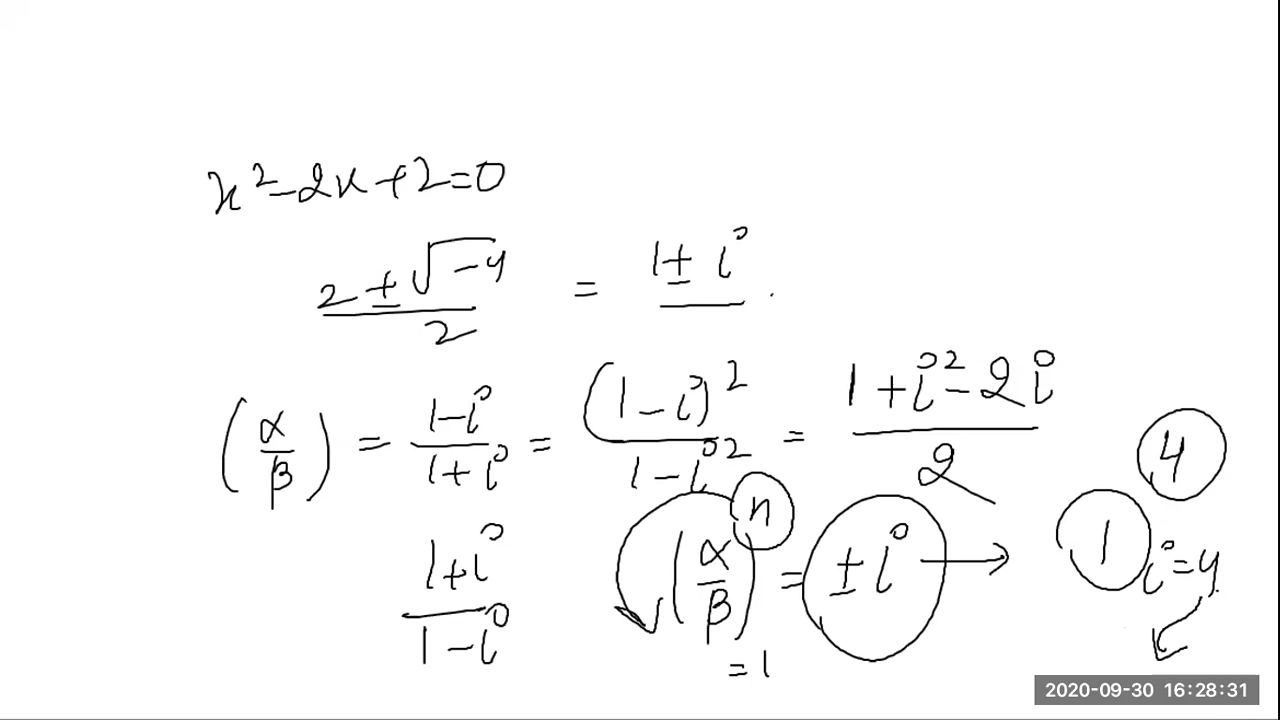 x² - 2x + 2 = 0
(2 ± √-4)/2 = 1 ± i
(α/β) = (1-i)/(1+i) = (1-i)²/(1-i²) = (1+i²-2i)/2
4
(1+i)/(1-i) (α/β)ⁿ = ±i → 1 i=4
=1
2020-09-30 16:28:31